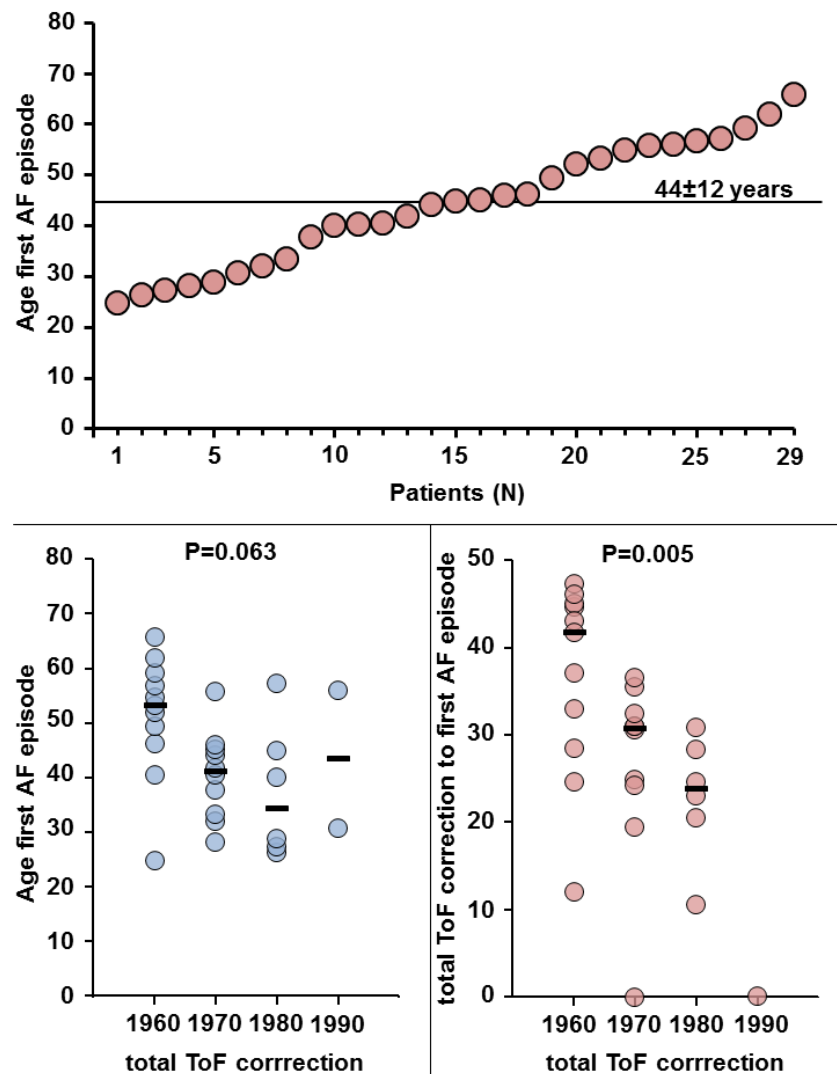 Age first AF episode
80
70
60
50
40
30
20
10
0
44±12 years
1
5
10
15
20
25
29
Patients (N)
P=0.063
Age first AF episode
80
70
60
50
40
30
20
10
0
1960 1970 1980 1990
total ToF corrrection
P=0.005
total ToF corrrection to first AF episode
50
40
30
20
10
0
1960 1970 1980 1990
total ToF corrrection